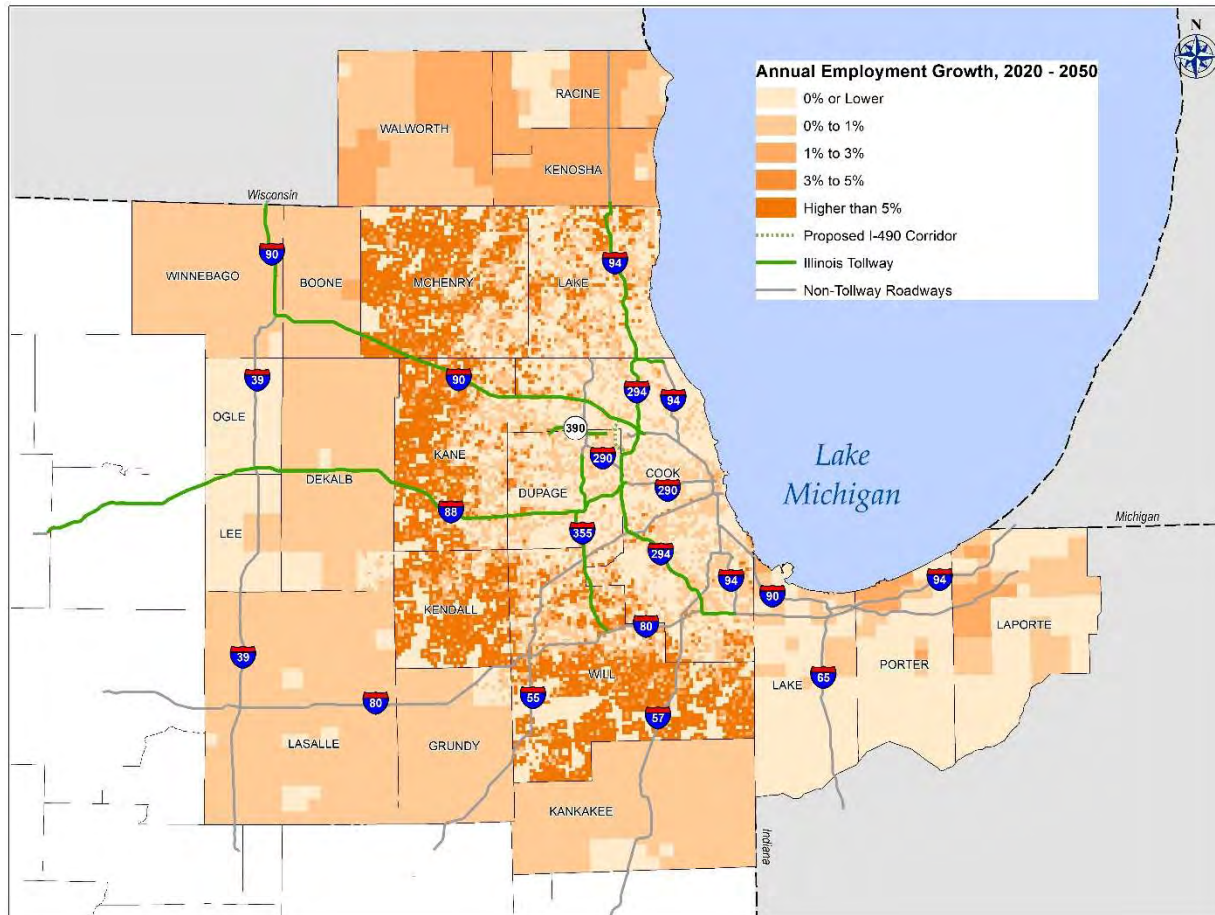 N
Annual Employment Growth, 2020 - 2050
0% or Lower
0% to 1%
1% to 3%
3% to 5%
Higher than 5%
Proposed I-490 Corridor
Illinois Tollway
Non-Tollway Roadways
RACINE
WALWORTH
KENOSHA
Wisconsin
90
94
WINNEBAGO
BOONE
MCHENRY
LAKE
39
90
294
94
OGLE
390
KANE
290
COOK
DEKALB
DUPAGE
290
Lake
Michigan
88
Michigan
LEE
355
294
94
90
94
KENDALL
80
LAPORTE
39
WILL
PORTER
LAKE
65
80
55
57
LASALLE
GRUNDY
KANKAKEE
Indiana